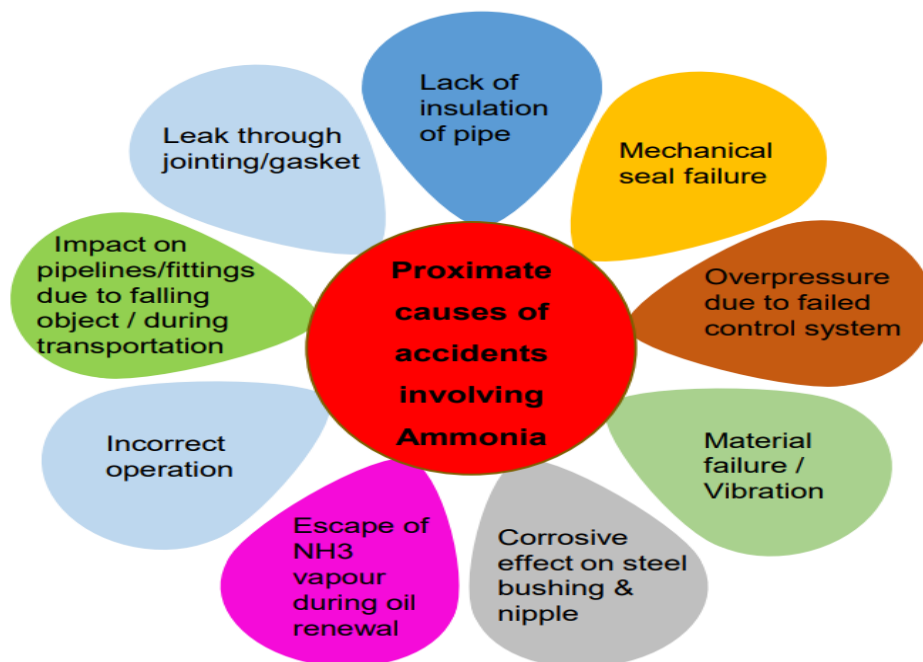 Lack of
insulation
of pipe
Mechanical
seal failure
Overpressure
due to failed
control system
Material
failure /
Vibration
Corrosive
effect on steel
bushing &
nipple
Escape of
NH3
vapour
during oil
renewal
Incorrect
operation
Impact on
pipelines/fittings
due to falling
object / during
transportation
Leak through
jointing/gasket
Proximate
causes of
accidents
involving
Ammonia